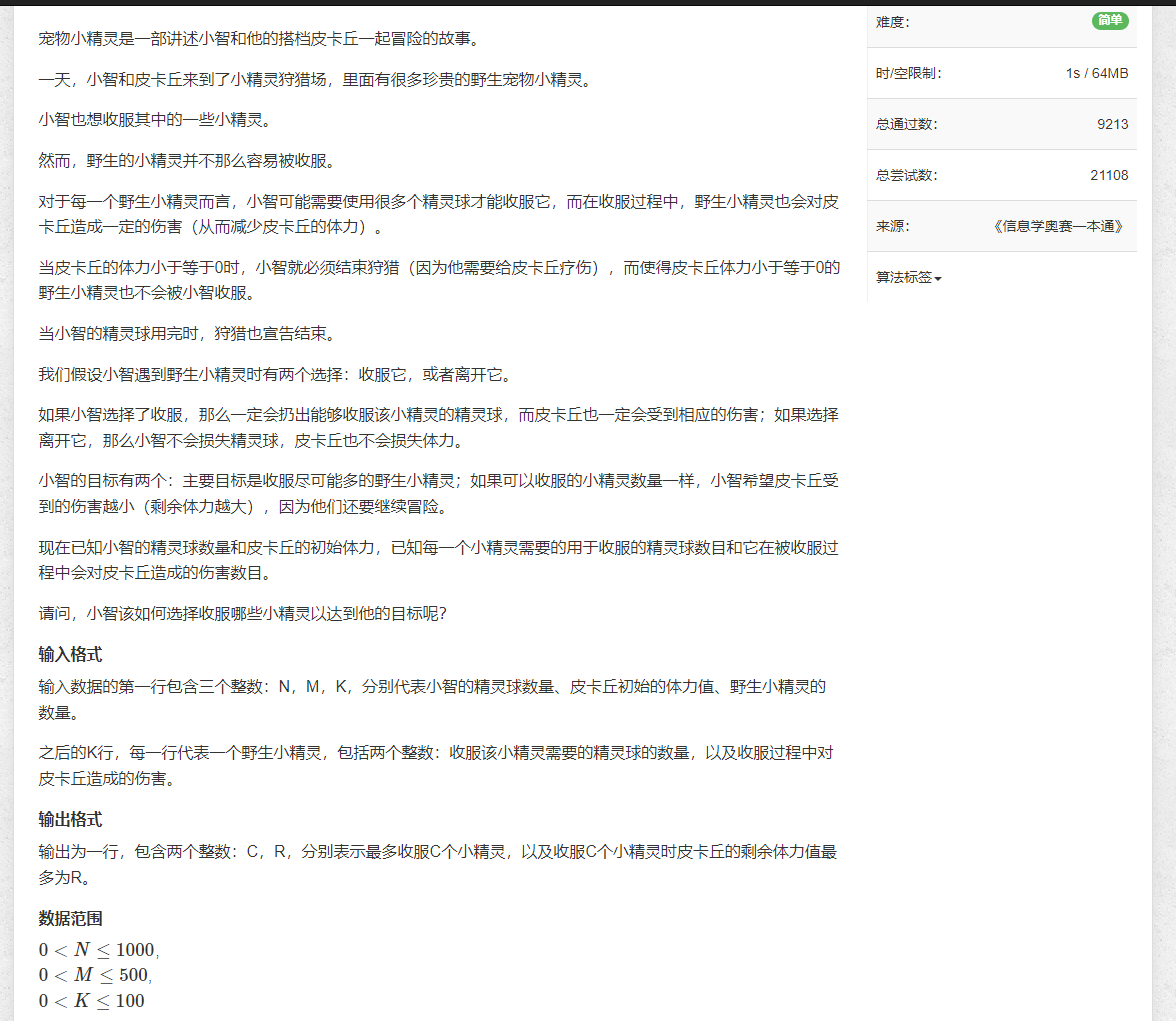 宠物小精灵是一部讲述小智和他的搭档皮卡丘一起冒险的故事。
一天，小智和皮卡丘来到了小精灵狩猎场，里面有很多珍贵的野生宠物小精灵。
小智也想收服其中的一些小精灵。
然而，野生的小精灵并不那么容易被收服。
对于每一个野生小精灵而言，小智可能需要使用很多个精灵球才能收服它，而在收服过程中，野生小精灵也会对皮
卡丘造成一定的伤害（从而减少皮卡丘的体力）。
当皮卡丘的体力小于等于0时，小智就必须结束狩猎（因为他需要给皮卡丘疗伤），而使得皮卡丘体力小于等于0的
野生小精灵也不会被小智收服。
当小智的精灵球用完时，狩猎也宣告结束。
我们假设小智遇到野生小精灵时有两个选择：收服它，或者离开它。
如果小智选择了收服，那么一定会扔出能够收服该小精灵的精灵球，而皮卡丘也一定会受到相应的伤害；如果选择
离开它，那么小智不会损失精灵球，皮卡丘也不会损失体力。
小智的目标有两个：主要目标是收服尽可能多的野生小精灵；如果可以收服的小精灵数量一样，小智希望皮卡丘受
到的伤害越小（剩余体力越大），因为他们还要继续冒险。
现在已知小智的精灵球数量和皮卡丘的初始体力，已知每一个小精灵需要的用于收服的精灵球数目和它在被收服过
程中会对皮卡丘造成的伤害数目。
请问，小智该如何选择收服哪些小精灵以达到他的目标呢？
输入格式
输入数据的第一行包含三个整数：N，M，K，分别代表小智的精灵球数量、皮卡丘初始的体力值、野生小精灵的
数量。
之后的K行，每一行代表一个野生小精灵，包括两个整数：收服该小精灵需要的精灵球的数量，以及收服过程中对
皮卡丘造成的伤害。
输出格式
输出为一行，包含两个整数：C，R，分别表示最多收服C个小精灵，以及收服C个小精灵时皮卡丘的剩余体力值最
多为R。
数据范围
0 < N ≤ 1000,
0 < M ≤ 500,
0 < K ≤ 100
难度： 简单
时/空限制： 1s / 64MB
总通过数： 9213
总尝试数： 21108
来源： 《信息学奥赛一本通》
算法标签